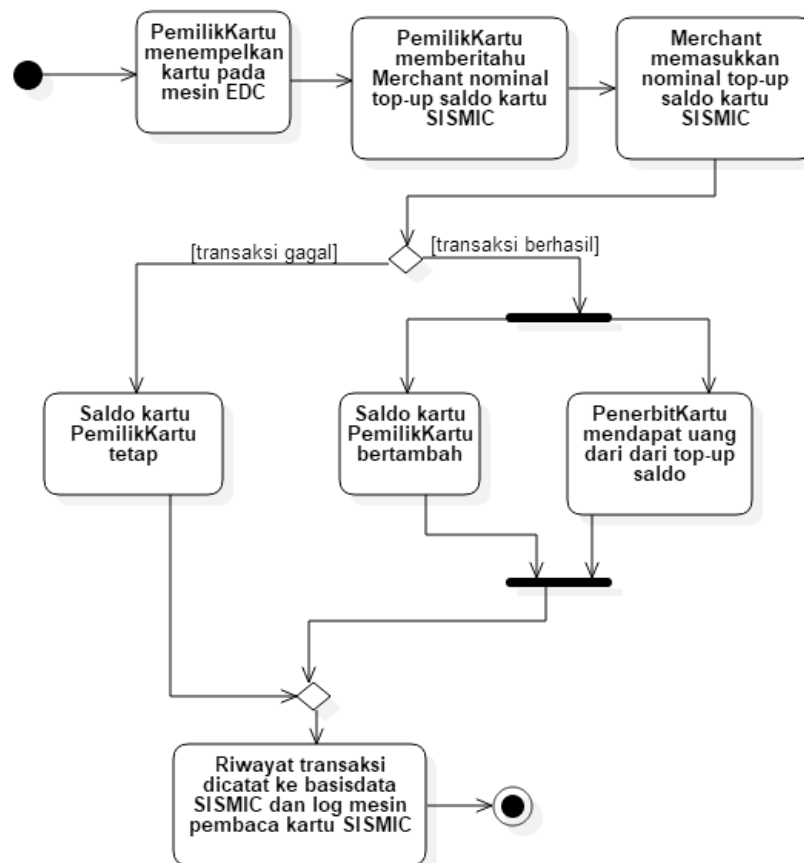 PemilikKartu
menempelkan
kartu pada
mesin EDC
PemilikKartu
memberitahu
Merchant nominal
top-up saldo kartu
SISMIC
Merchant
memasukkan
nominal top-up
saldo kartu
SISMIC
[transaksi gagal]
[transaksi berhasil]
Saldo kartu
PemilikKartu
tetap
Saldo kartu
PemilikKartu
bertambah
PenerbitKartu
mendapat uang
dari dari top-up
saldo
Riwayat transaksi
dicatat ke basisdata
SISMIC dan log mesin
pembaca kartu SISMIC